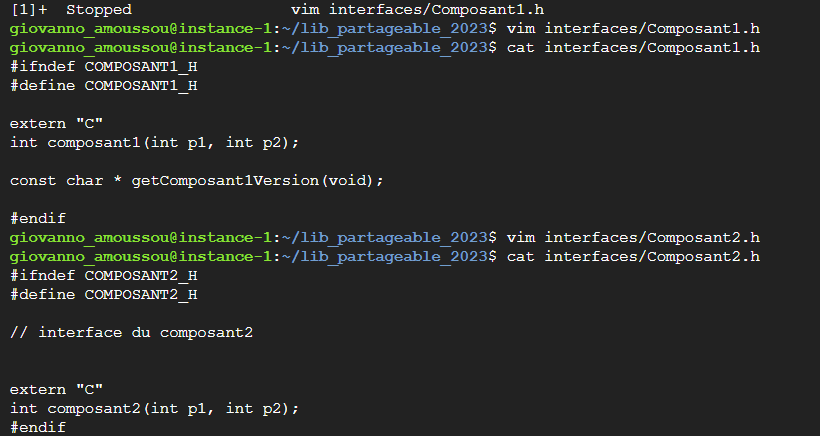 [1]+  Stopped                 vim interfaces/Composant1.h
giovanno_amoussou@instance-1:~/lib_partageable_2023$ vim interfaces/Composant1.h
giovanno_amoussou@instance-1:~/lib_partageable_2023$ cat interfaces/Composant1.h
#ifndef COMPOSANT1_H
#define COMPOSANT1_H

extern "C"
int composant1(int p1, int p2);

const char * getComposant1Version(void);

#endif
giovanno_amoussou@instance-1:~/lib_partageable_2023$ vim interfaces/Composant2.h
giovanno_amoussou@instance-1:~/lib_partageable_2023$ cat interfaces/Composant2.h
#ifndef COMPOSANT2_H
#define COMPOSANT2_H

// interface du composant2


extern "C"
int composant2(int p1, int p2);
#endif